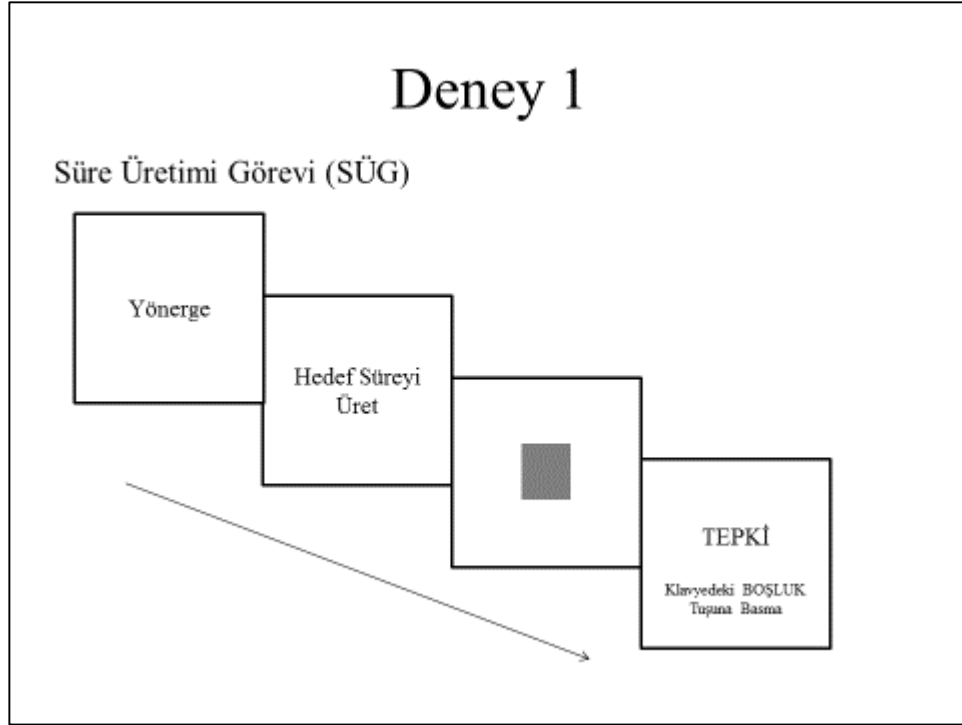 Deney 1
Süre Üretimi Görevi (SÜG)
Yönerge
Hedef Süreyi
Üret
TEPKİ
Klavyedeki BOŞLUK
Tuşuna Basma